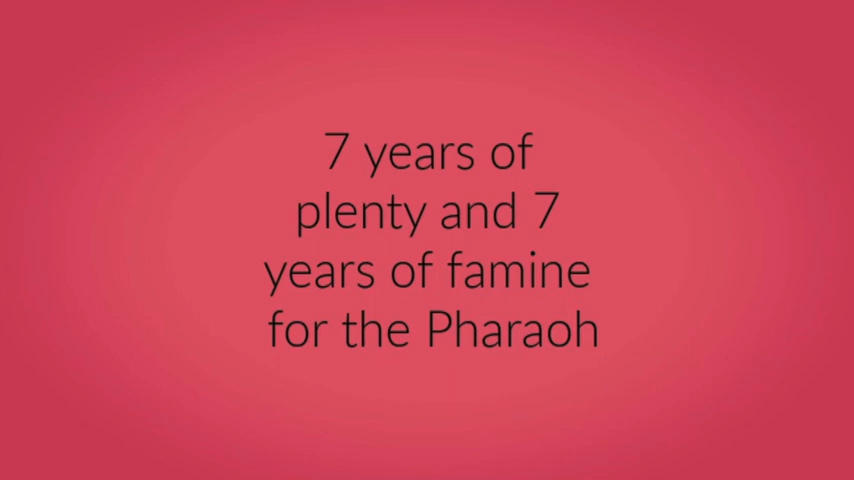 7 years of
plenty and 7
years of famine
for the Pharaoh